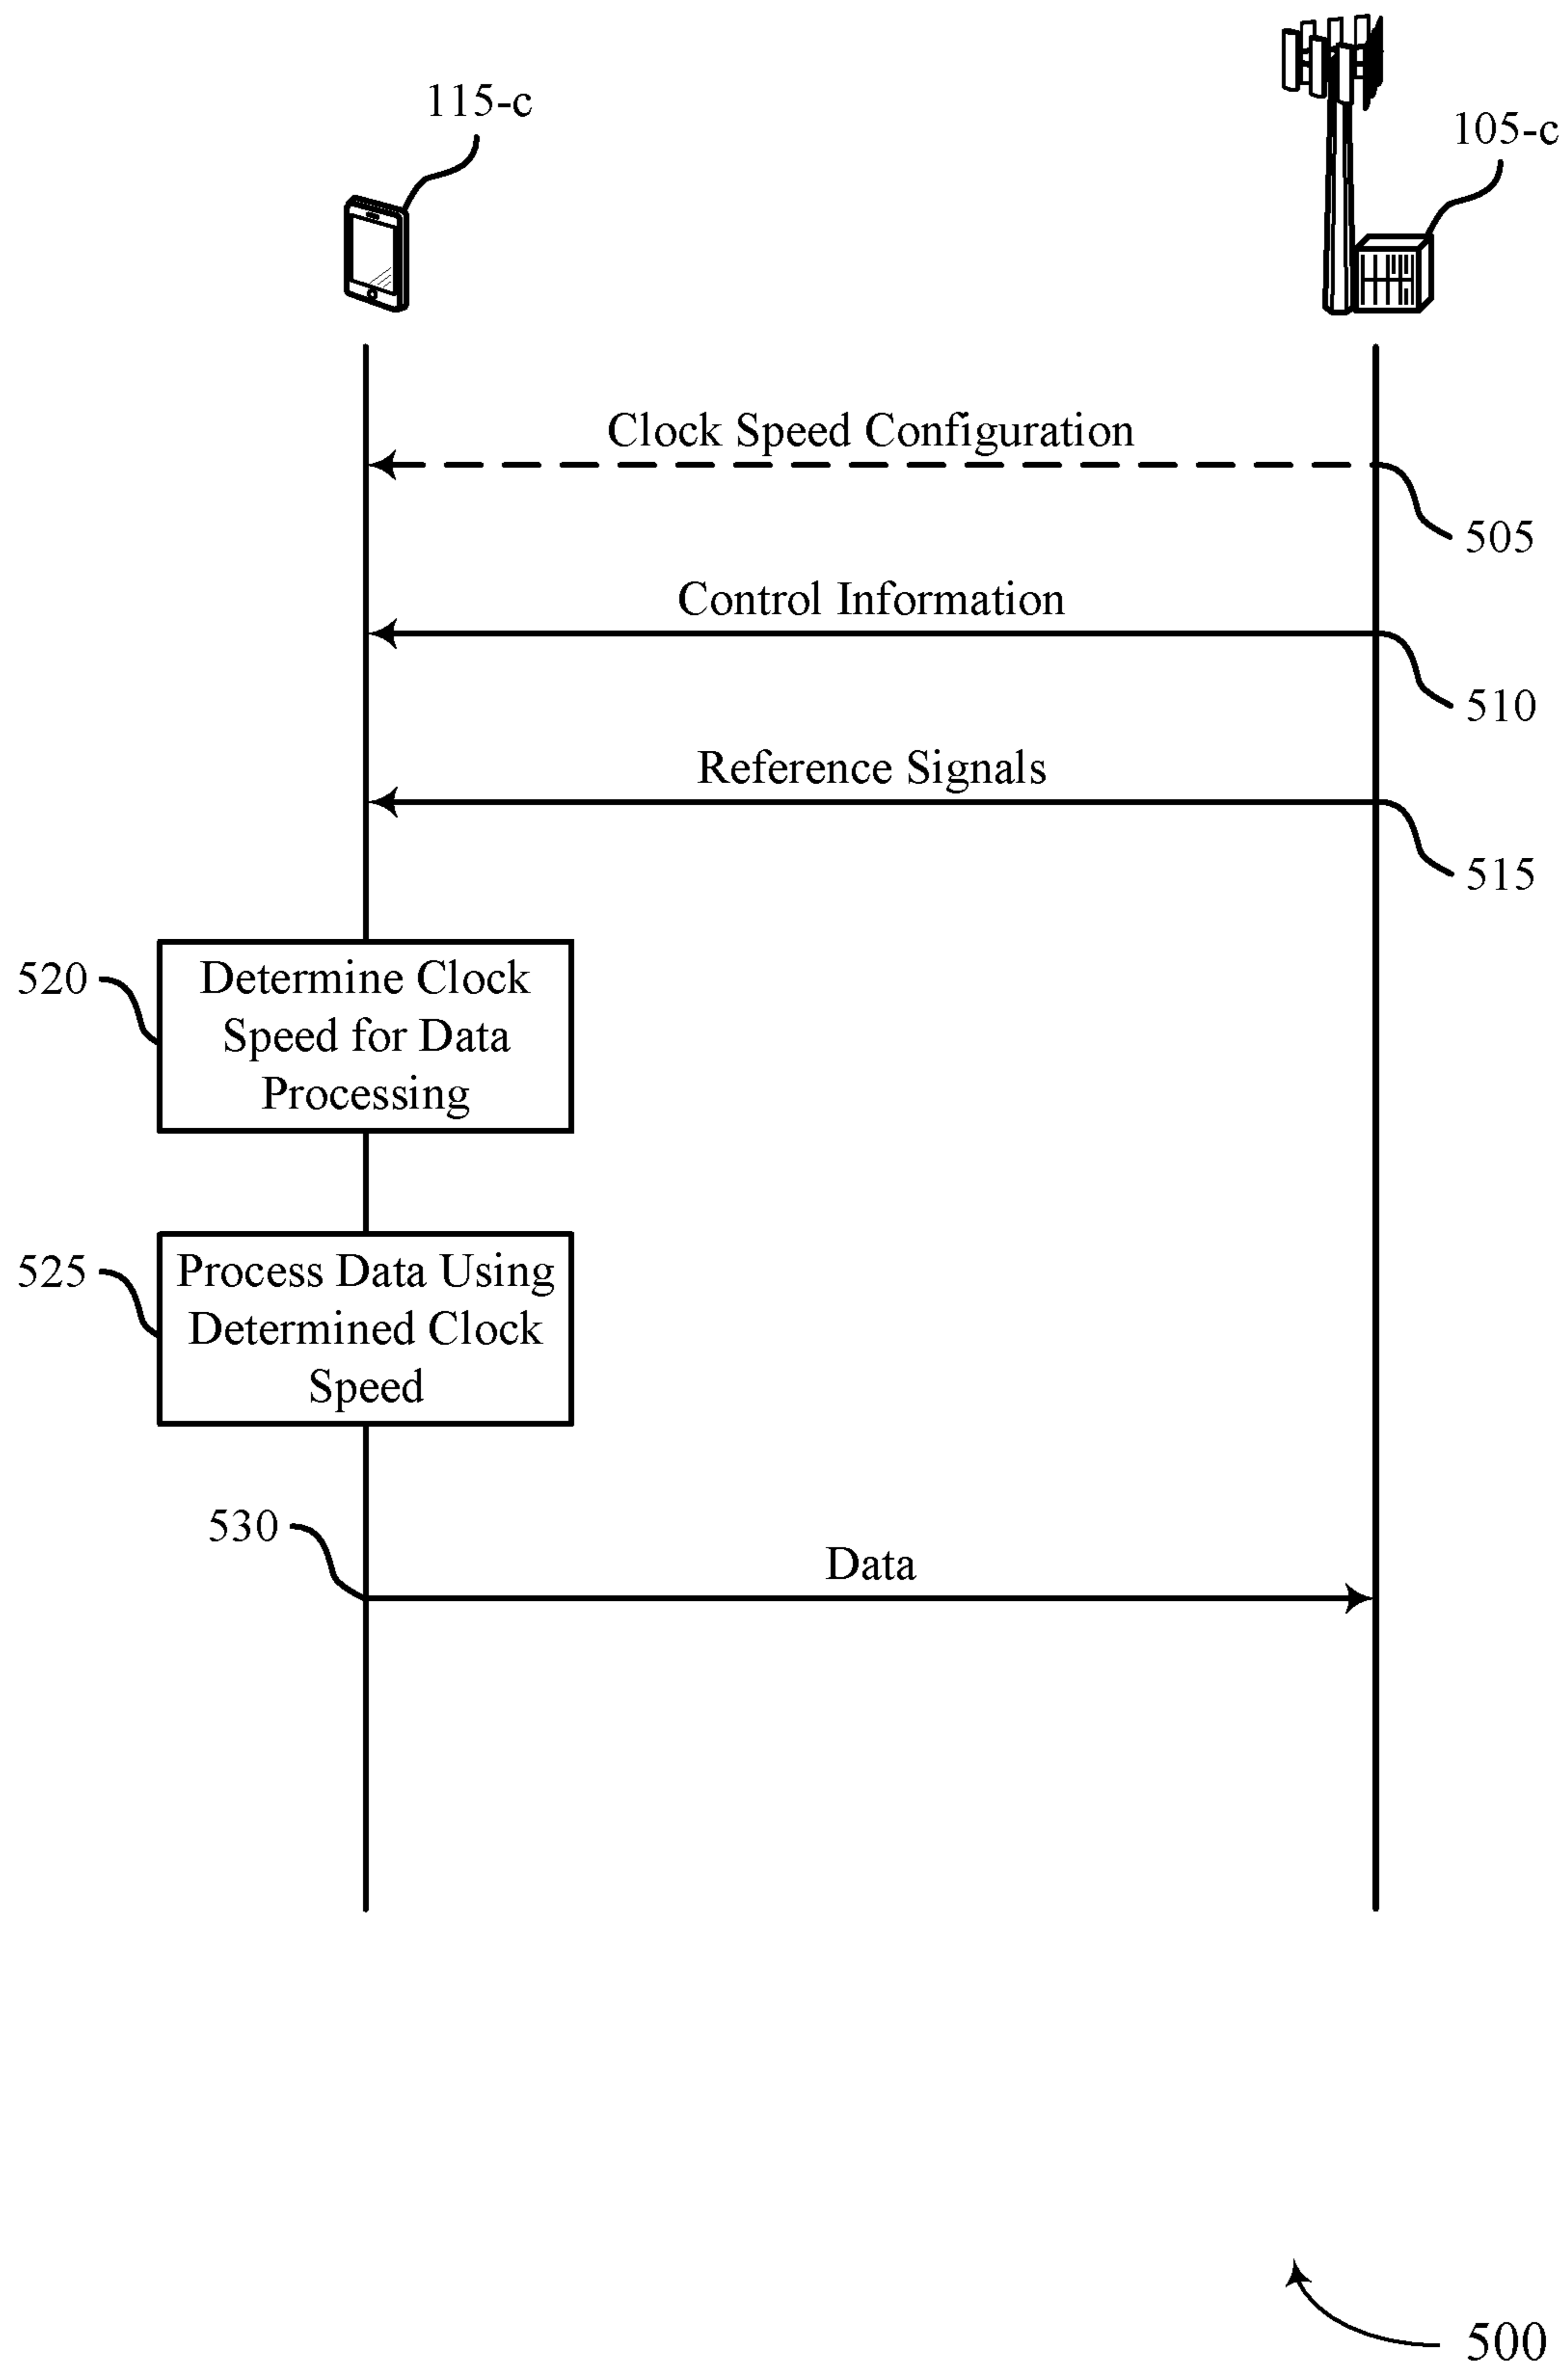 115-c
105-c
Clock Speed Configuration
505
Control Information
510
Reference Signals
515
520
Determine Clock
Speed for Data
Processing
525
Process Data Using
Determined Clock
Speed
530
Data
500